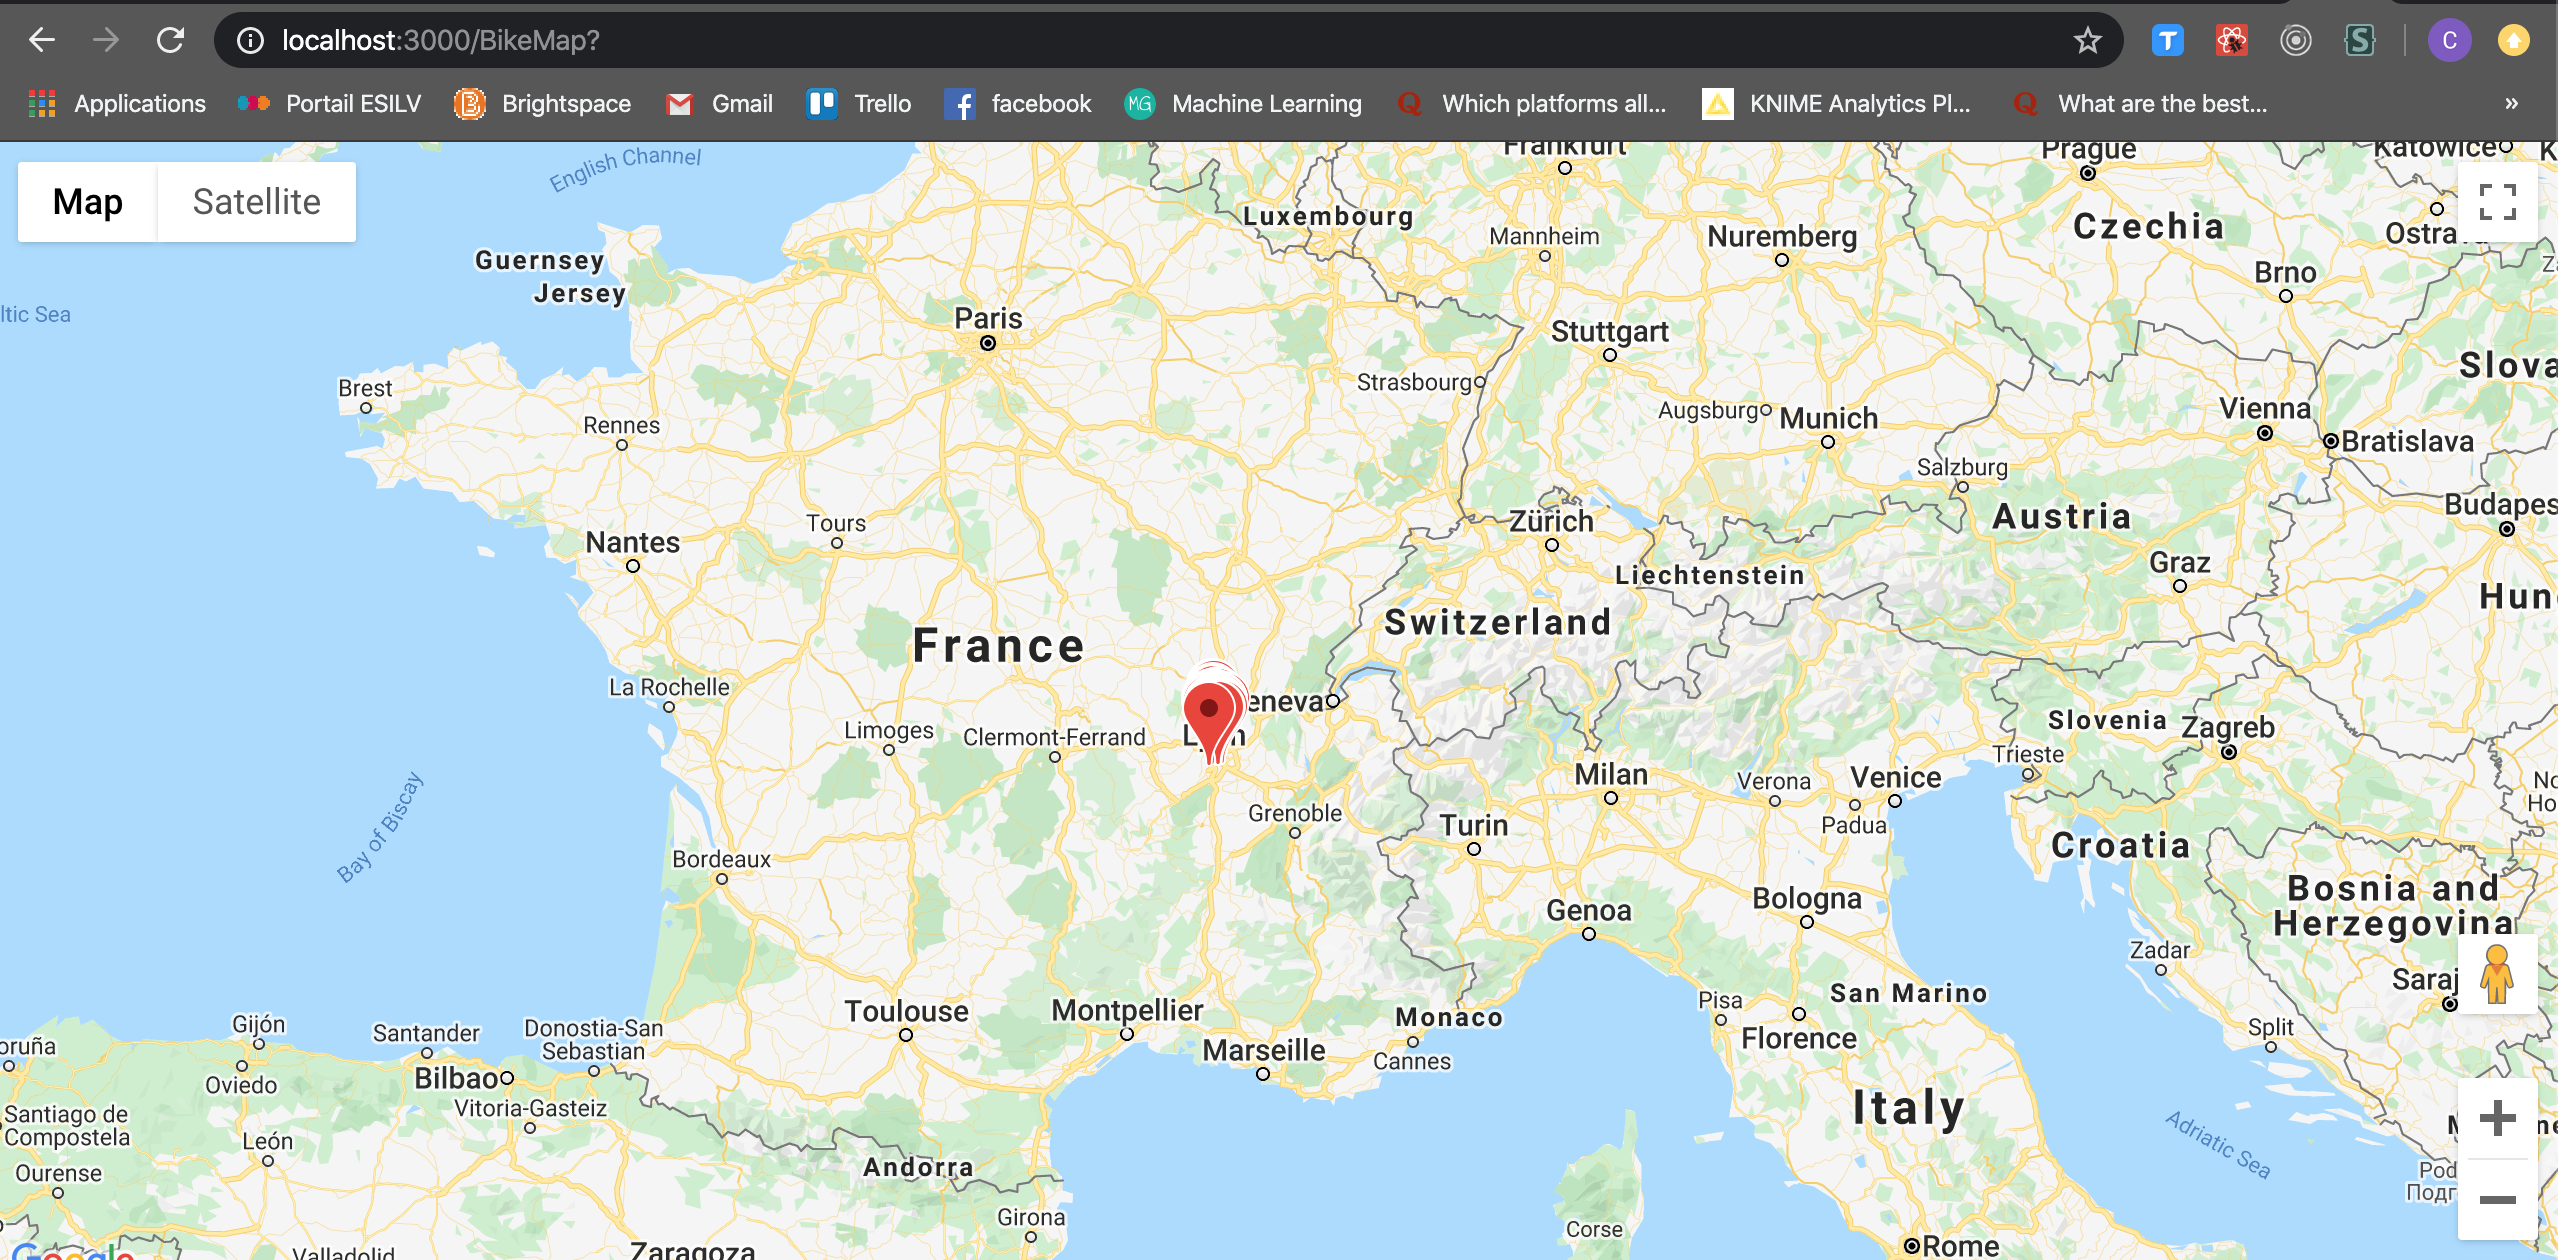 localhost:3000/BikeMap?
Applications
Portail ESILV
Brightspace
Gmail
Trello
facebook
MG
Machine Learning
Which platforms all...
KNIME Analytics Pl...
What are the best...
»
Map
Satellite
English Channel
Frankfurt
Prague
Katowice
Luxembourg
Mannheim
Nuremberg
Czechia
Guernsey
Jersey
Brno
ltic Sea
Paris
Stuttgart
Slova
Strasbourg
Brest
Augsburg
Munich
Vienna
Bratislava
Rennes
Salzburg
Budapes
Tours
Zürich
Austria
Nantes
Graz
Liechtenstein
Hun
Switzerland
France
La Rochelle
eneva
Slovenia
Zagreb
Limoges
Clermont-Ferrand
Trieste
Milan
Verona
Venice
Grenoble
Turin
Padua
Croatia
Bay of Biscay
Bordeaux
Bosnia and
Herzegovina
Bologna
Genoa
Zadar
Saraj
San Marino
Pisa
Toulouse
Montpellier
Monaco
Florence
Gijón
Santander
Donostia-San
Sebastian
Split
oruña
Marseille
Cannes
Oviedo
Bilbao
Vitoria-Gasteiz
Italy
Santiago de
Compostela
León
Adriatic Sea
Andorra
Ourense
Pod
Подг
Girona
Corse
Google
Valladolid
Zaragoza
Rome